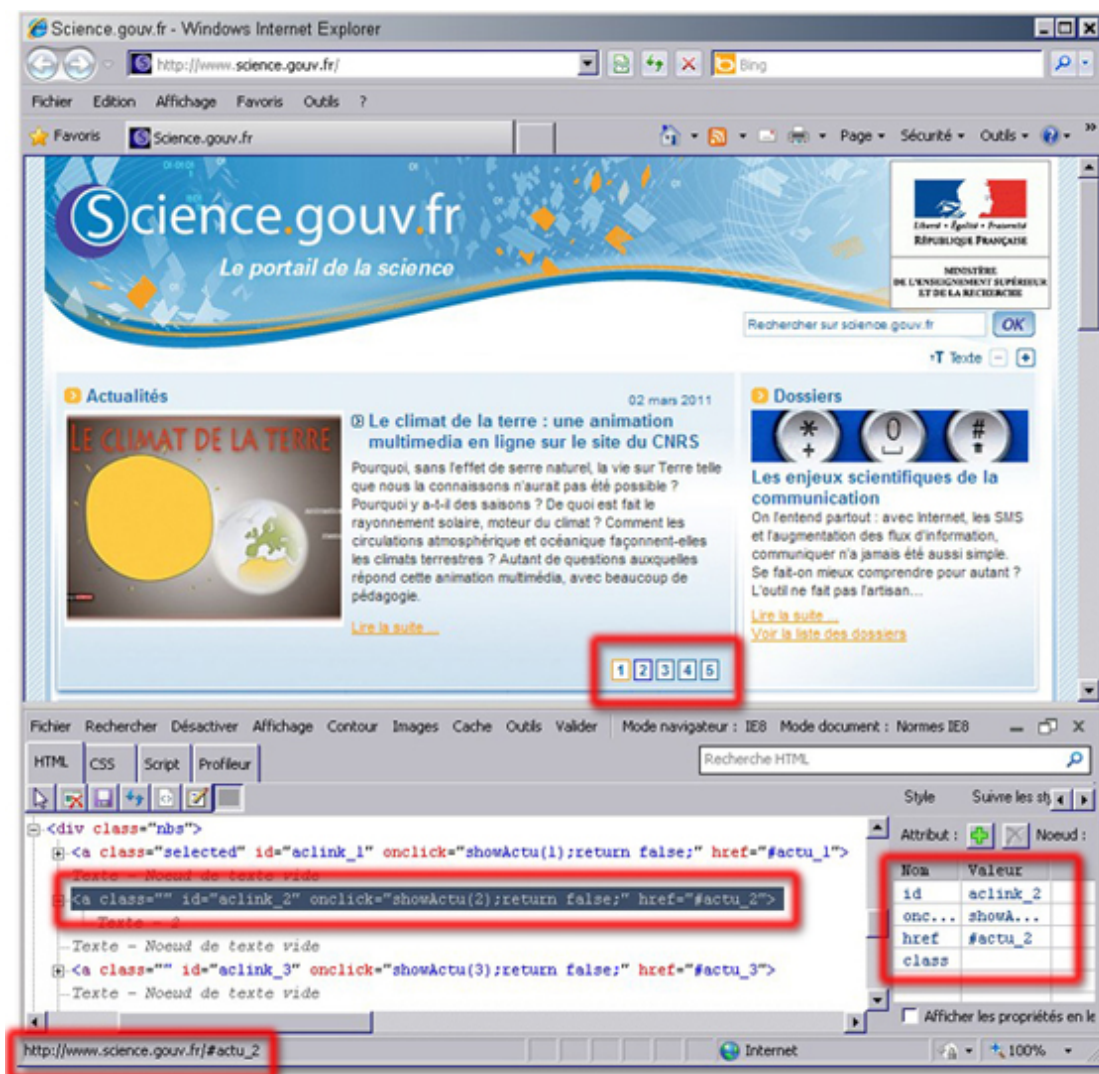 Science.gouv.fr - Windows Internet Explorer
http://www.science.gouv.fr/
Bing
Fichier Edition Affichage Favoris Outils ?
Favoris Science.gouv.fr Page Sécurité Outils »
Science.gouv.fr
Le portail de la science
Liberté • Égalité • Fraternité
RÉPUBLIQUE FRANÇAISE
MINISTÈRE
DE L'ENSEIGNEMENT SUPÉRIEUR
ET DE LA RECHERCHE
Rechercher sur science.gouv.fr OK
T Texte - +
Actualités
02 mars 2011
LE CLIMAT DE LA TERRE
Le climat de la terre : une animation
multimedia en ligne sur le site du CNRS
Pourquoi, sans l'effet de serre naturel, la vie sur Terre telle
que nous la connaissons n'aurait pas été possible ?
Pourquoi y a-t-il des saisons ? De quoi est fait le
rayonnement solaire, moteur du climat ? Comment les
circulations atmosphérique et océanique façonnent-elles
les climats terrestres ? Autant de questions auxquelles
répond cette animation multimédia, avec beaucoup de
pédagogie.
Lire la suite ...
1 2 3 4 5
Dossiers
* + 0 #
Les enjeux scientifiques de la
communication
On l'entend partout : avec Internet, les SMS
et l'augmentation des flux d'information,
communiquer n'a jamais été aussi simple.
Se fait-on mieux comprendre pour autant ?
L'outil ne fait pas l'artisan...
Lire la suite ...
Voir la liste des dossiers
Fichier Rechercher Désactiver Affichage Contour Images Cache Outils Valider Mode navigateur : IE8 Mode document : Normes IE8
HTML CSS Script Profileur Recherche HTML
Style Suivre les sty
<div class="nbs">
<a class="selected" id="aclink_1" onclick="showActu(1);return false;" href="#actu_1">
Texte - Noeud de texte vide
<a class="" id="aclink_2" onclick="showActu(2);return false;" href="#actu_2">
Texte - 2
Texte - Noeud de texte vide
<a class="" id="aclink_3" onclick="showActu(3);return false;" href="#actu_3">
Texte - Noeud de texte vide
Attribut : Noeud :
Nom Valeur
id aclink_2
onc... showA...
href #actu_2
class
Afficher les propriétés en le
http://www.science.gouv.fr/#actu_2
Internet
100%